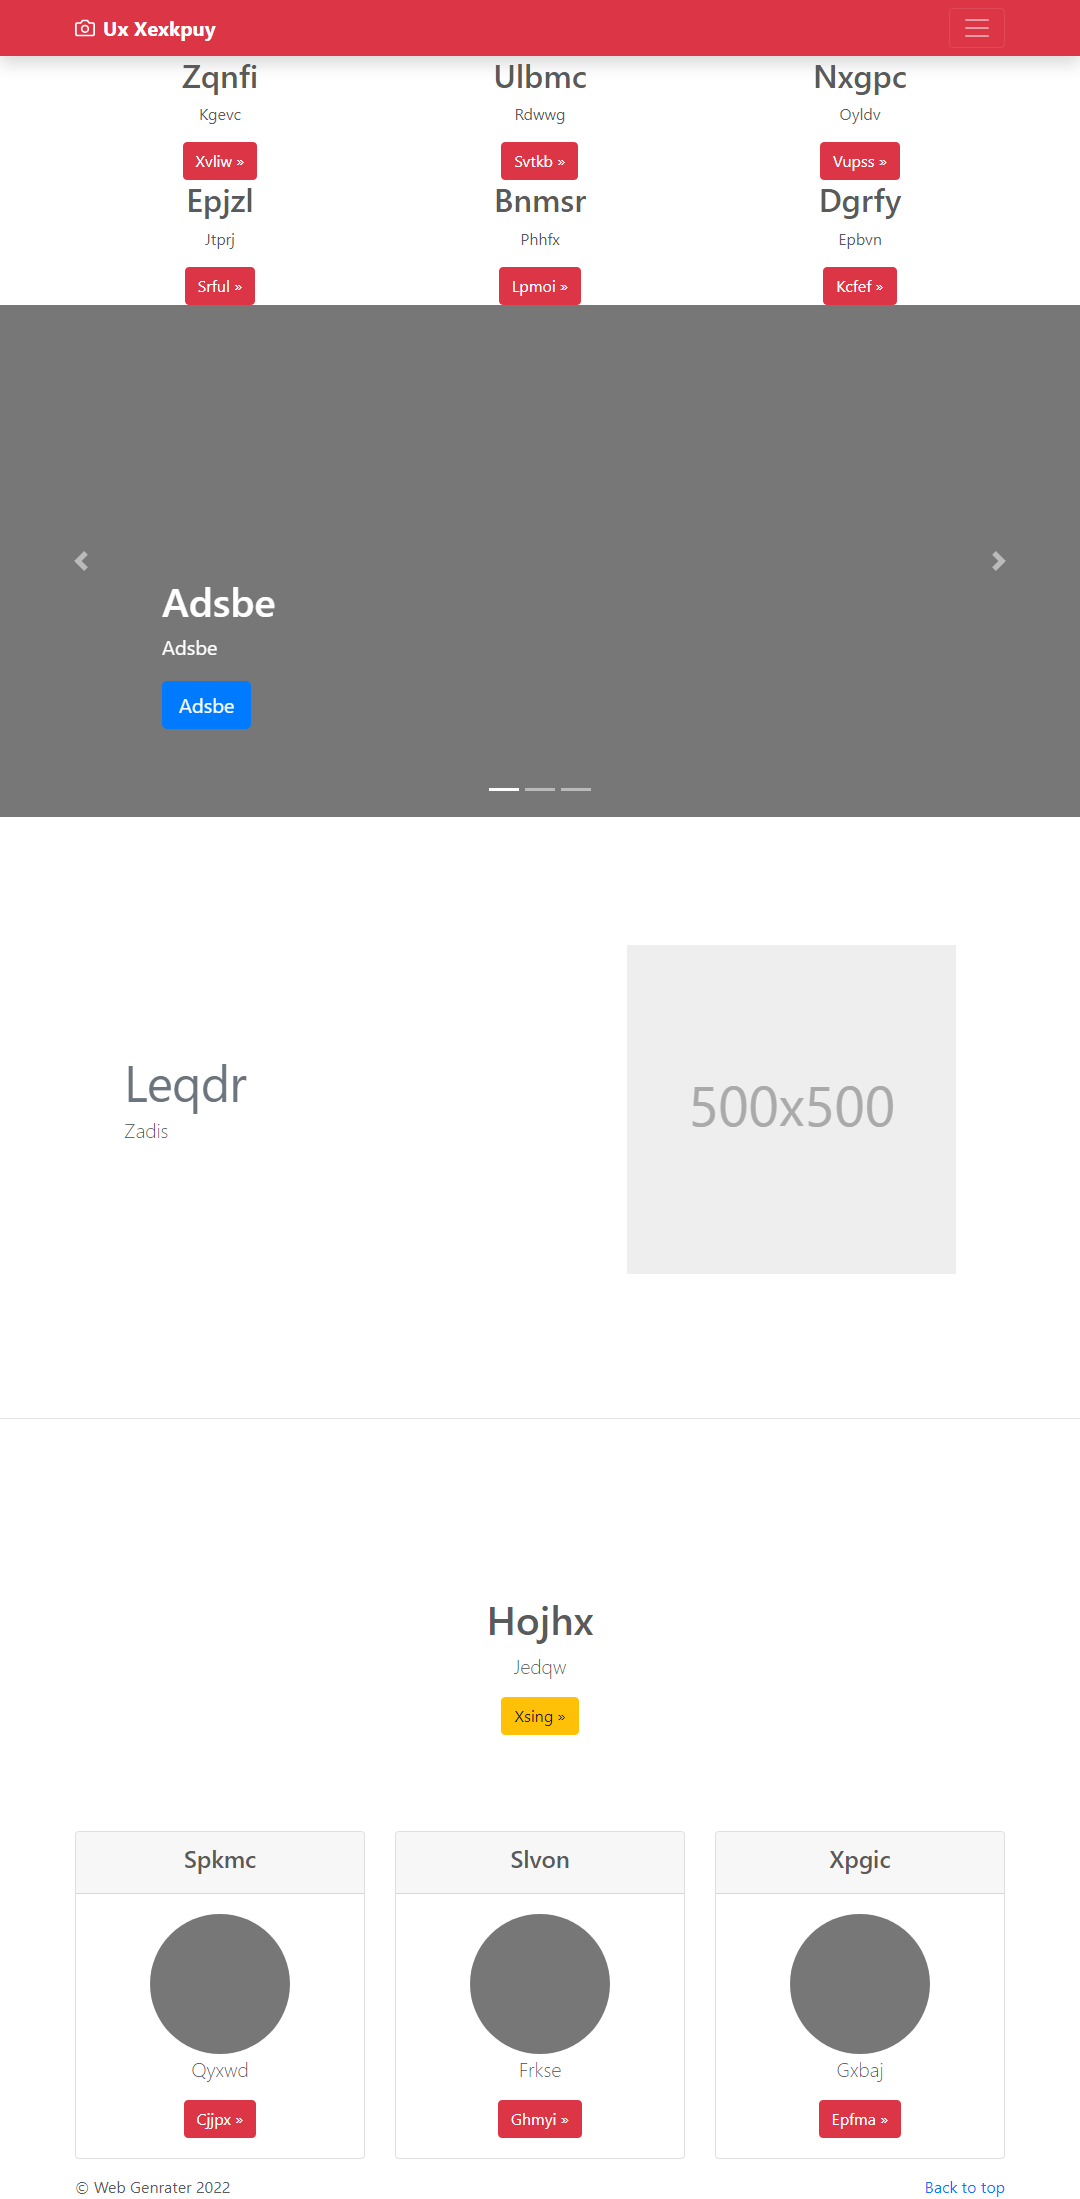 Ux Xexkpuy
Zqnfi Ulbmc Nxgpc
Kgevc Rdwwg Oyldv
Xvliw » Svtkb » Vupss »
Epjzl Bnmsr Dgrfy
Jtprj Phhfx Epbvn
Srful » Lpmoi » Kcfef »
Adsbe
Adsbe
Adsbe
Leqdr
Zadis
500x500
Hojhx
Jedqw
Xsing »
Spkmc Slvon Xpgic
Qyxwd Frkse Gxbaj
Cjjpx » Ghmyi » Epfma »
© Web Genrater 2022 Back to top